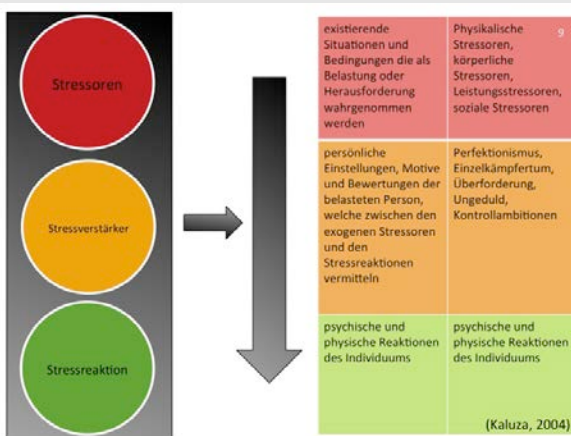 Stressoren
Stressverstärker
Stressreaktion
existierende
Situationen und
Bedingungen die als
Belastung oder
Herausforderung
wahrgenommen
werden
Physikalische
Stressoren,
körperliche
Stressoren,
Leistungsstressoren,
soziale Stressoren
9
persönliche
Einstellungen, Motive
und Bewertungen der
belasteten Person,
welche zwischen den
exogenen Stressoren
und den
Stressreaktionen
vermitteln
Perfektionismus,
Einzelkämpfertum,
Überforderung,
Ungeduld,
Kontrollambitionen
psychische und
physische Reaktionen
des Individuums
psychische und
physische Reaktionen
des Individuums
(Kaluza, 2004)